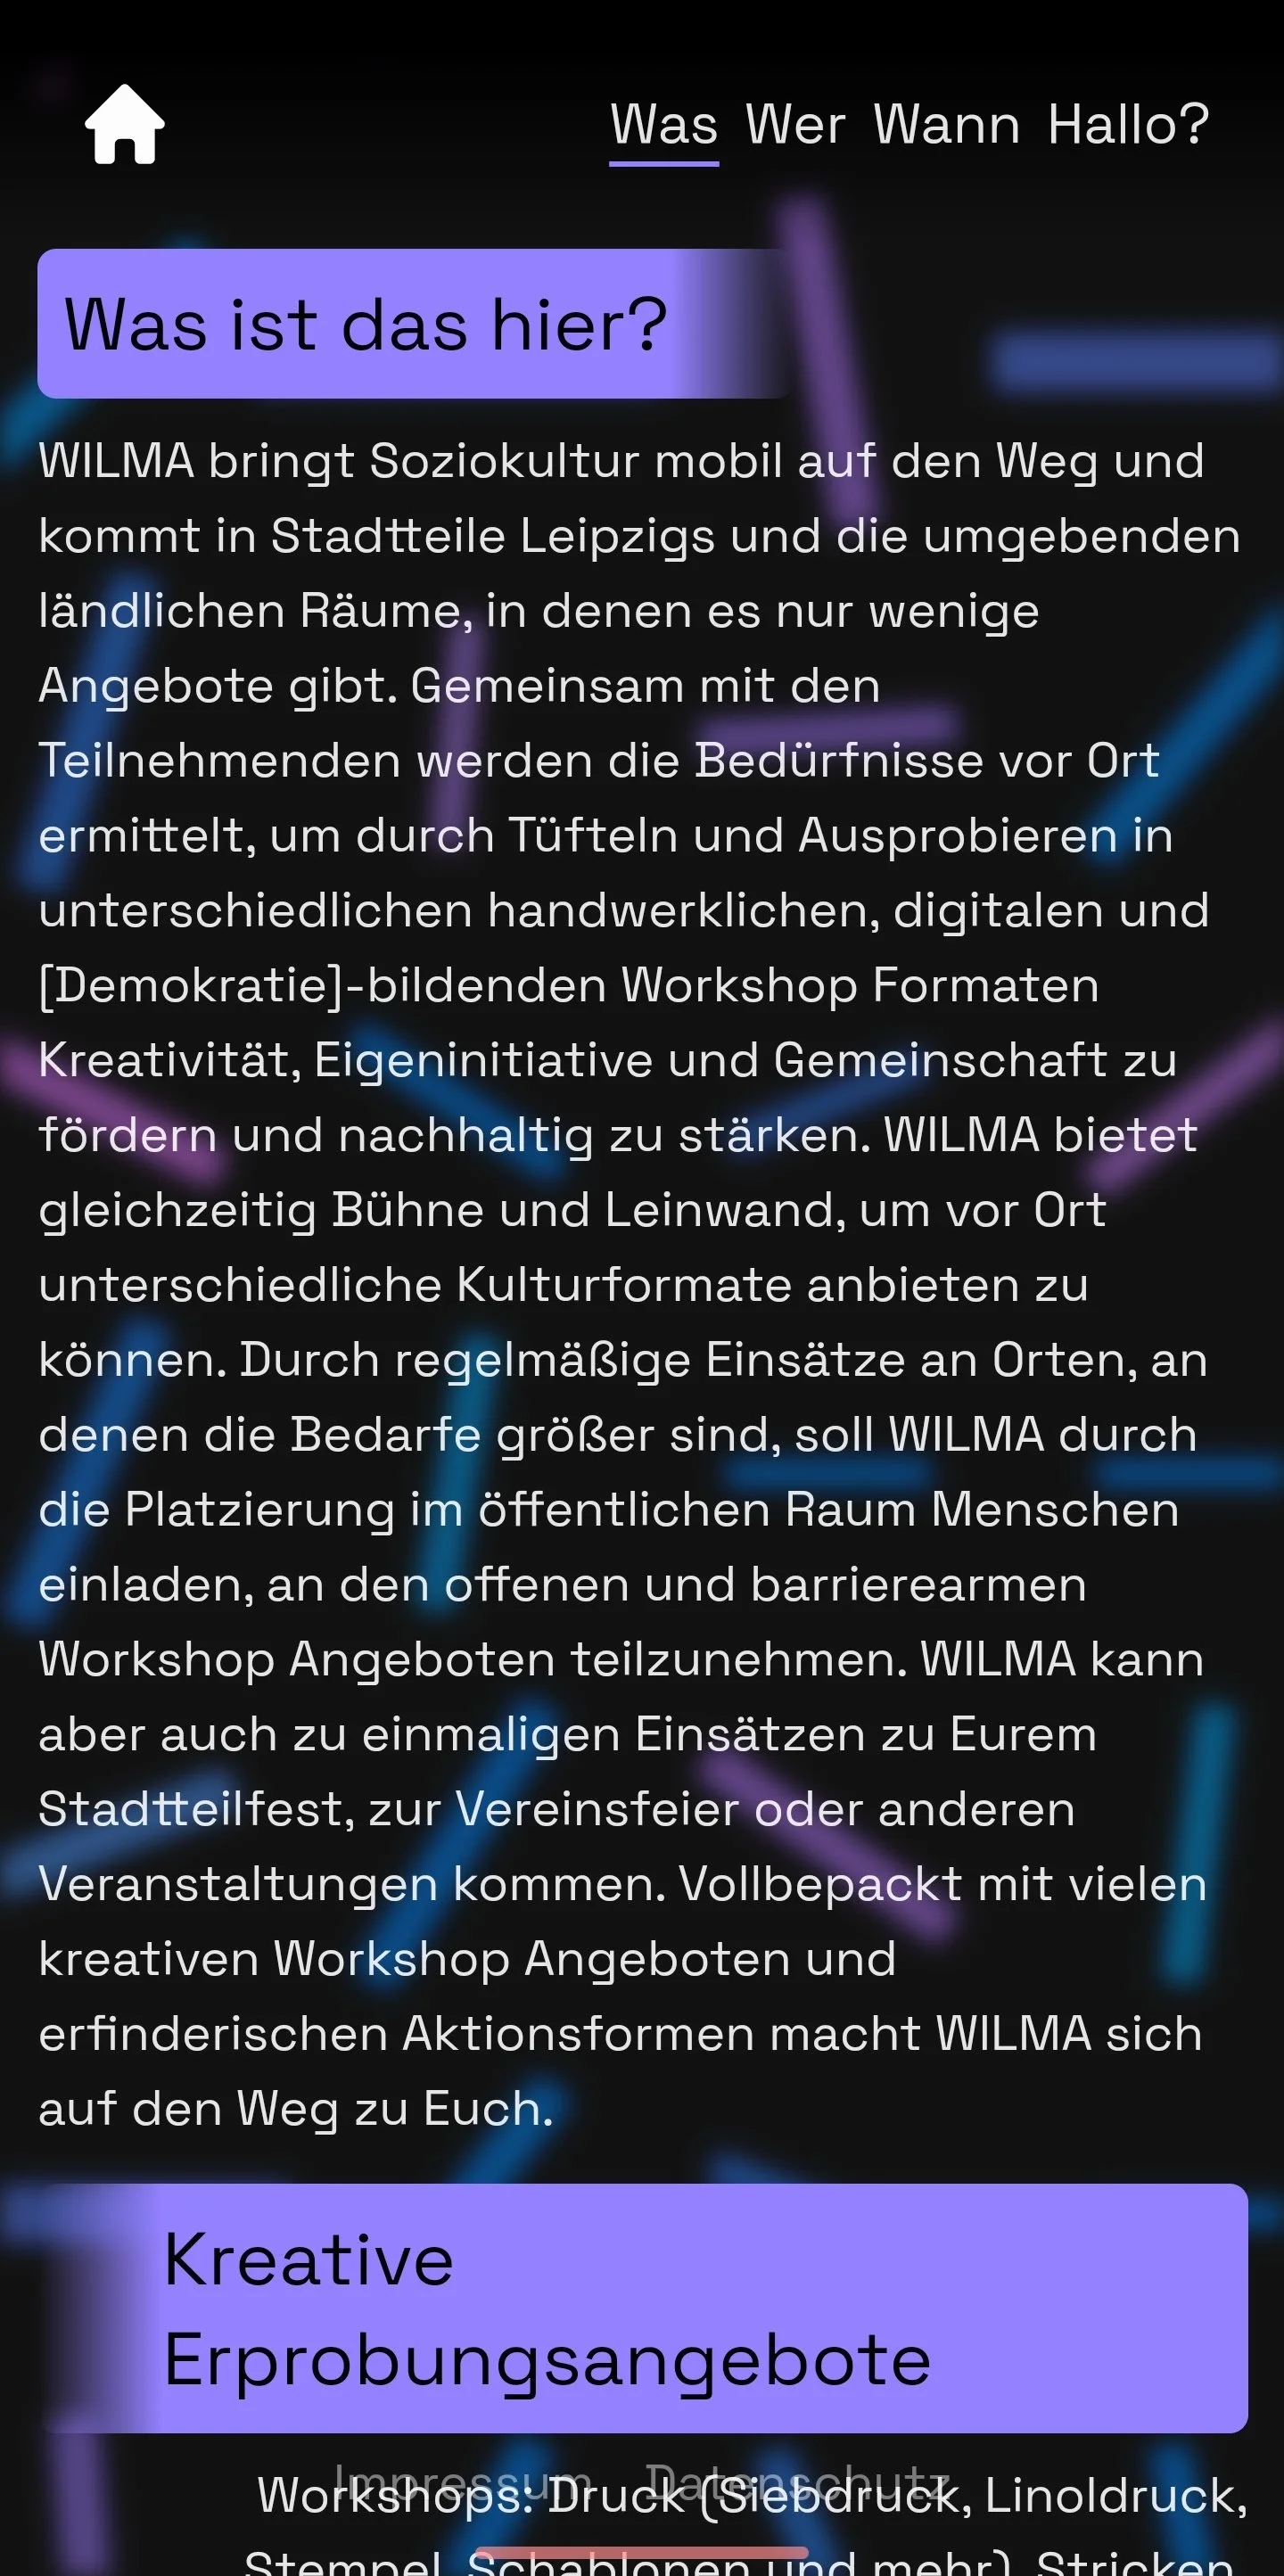 Was Wer Wann Hallo?
Was ist das hier?
WILMA bringt Soziokultur mobil auf den Weg und
kommt in Stadtteile Leipzigs und die umgebenden
ländlichen Räume, in denen es nur wenige
Angebote gibt. Gemeinsam mit den
Teilnehmenden werden die Bedürfnisse vor Ort
ermittelt, um durch Tüfteln und Ausprobieren in
unterschiedlichen handwerklichen, digitalen und
[Demokratie]-bildenden Workshop Formaten
Kreativität, Eigeninitiative und Gemeinschaft zu
fördern und nachhaltig zu stärken. WILMA bietet
gleichzeitig Bühne und Leinwand, um vor Ort
unterschiedliche Kulturformate anbieten zu
können. Durch regelmäßige Einsätze an Orten, an
denen die Bedarfe größer sind, soll WILMA durch
die Platzierung im öffentlichen Raum Menschen
einladen, an den offenen und barrierearmen
Workshop Angeboten teilzunehmen. WILMA kann
aber auch zu einmaligen Einsätzen zu Eurem
Stadtteilfest, zur Vereinsfeier oder anderen
Veranstaltungen kommen. Vollbepackt mit vielen
kreativen Workshop Angeboten und
erfinderischen Aktionsformen macht WILMA sich
auf den Weg zu Euch.
Kreative
Erprobungsangebote
Impressum Datenschutz
Workshops: Druck (Siebdruck, Linoldruck,
Stempel, Schablonen und mehr), Stricken